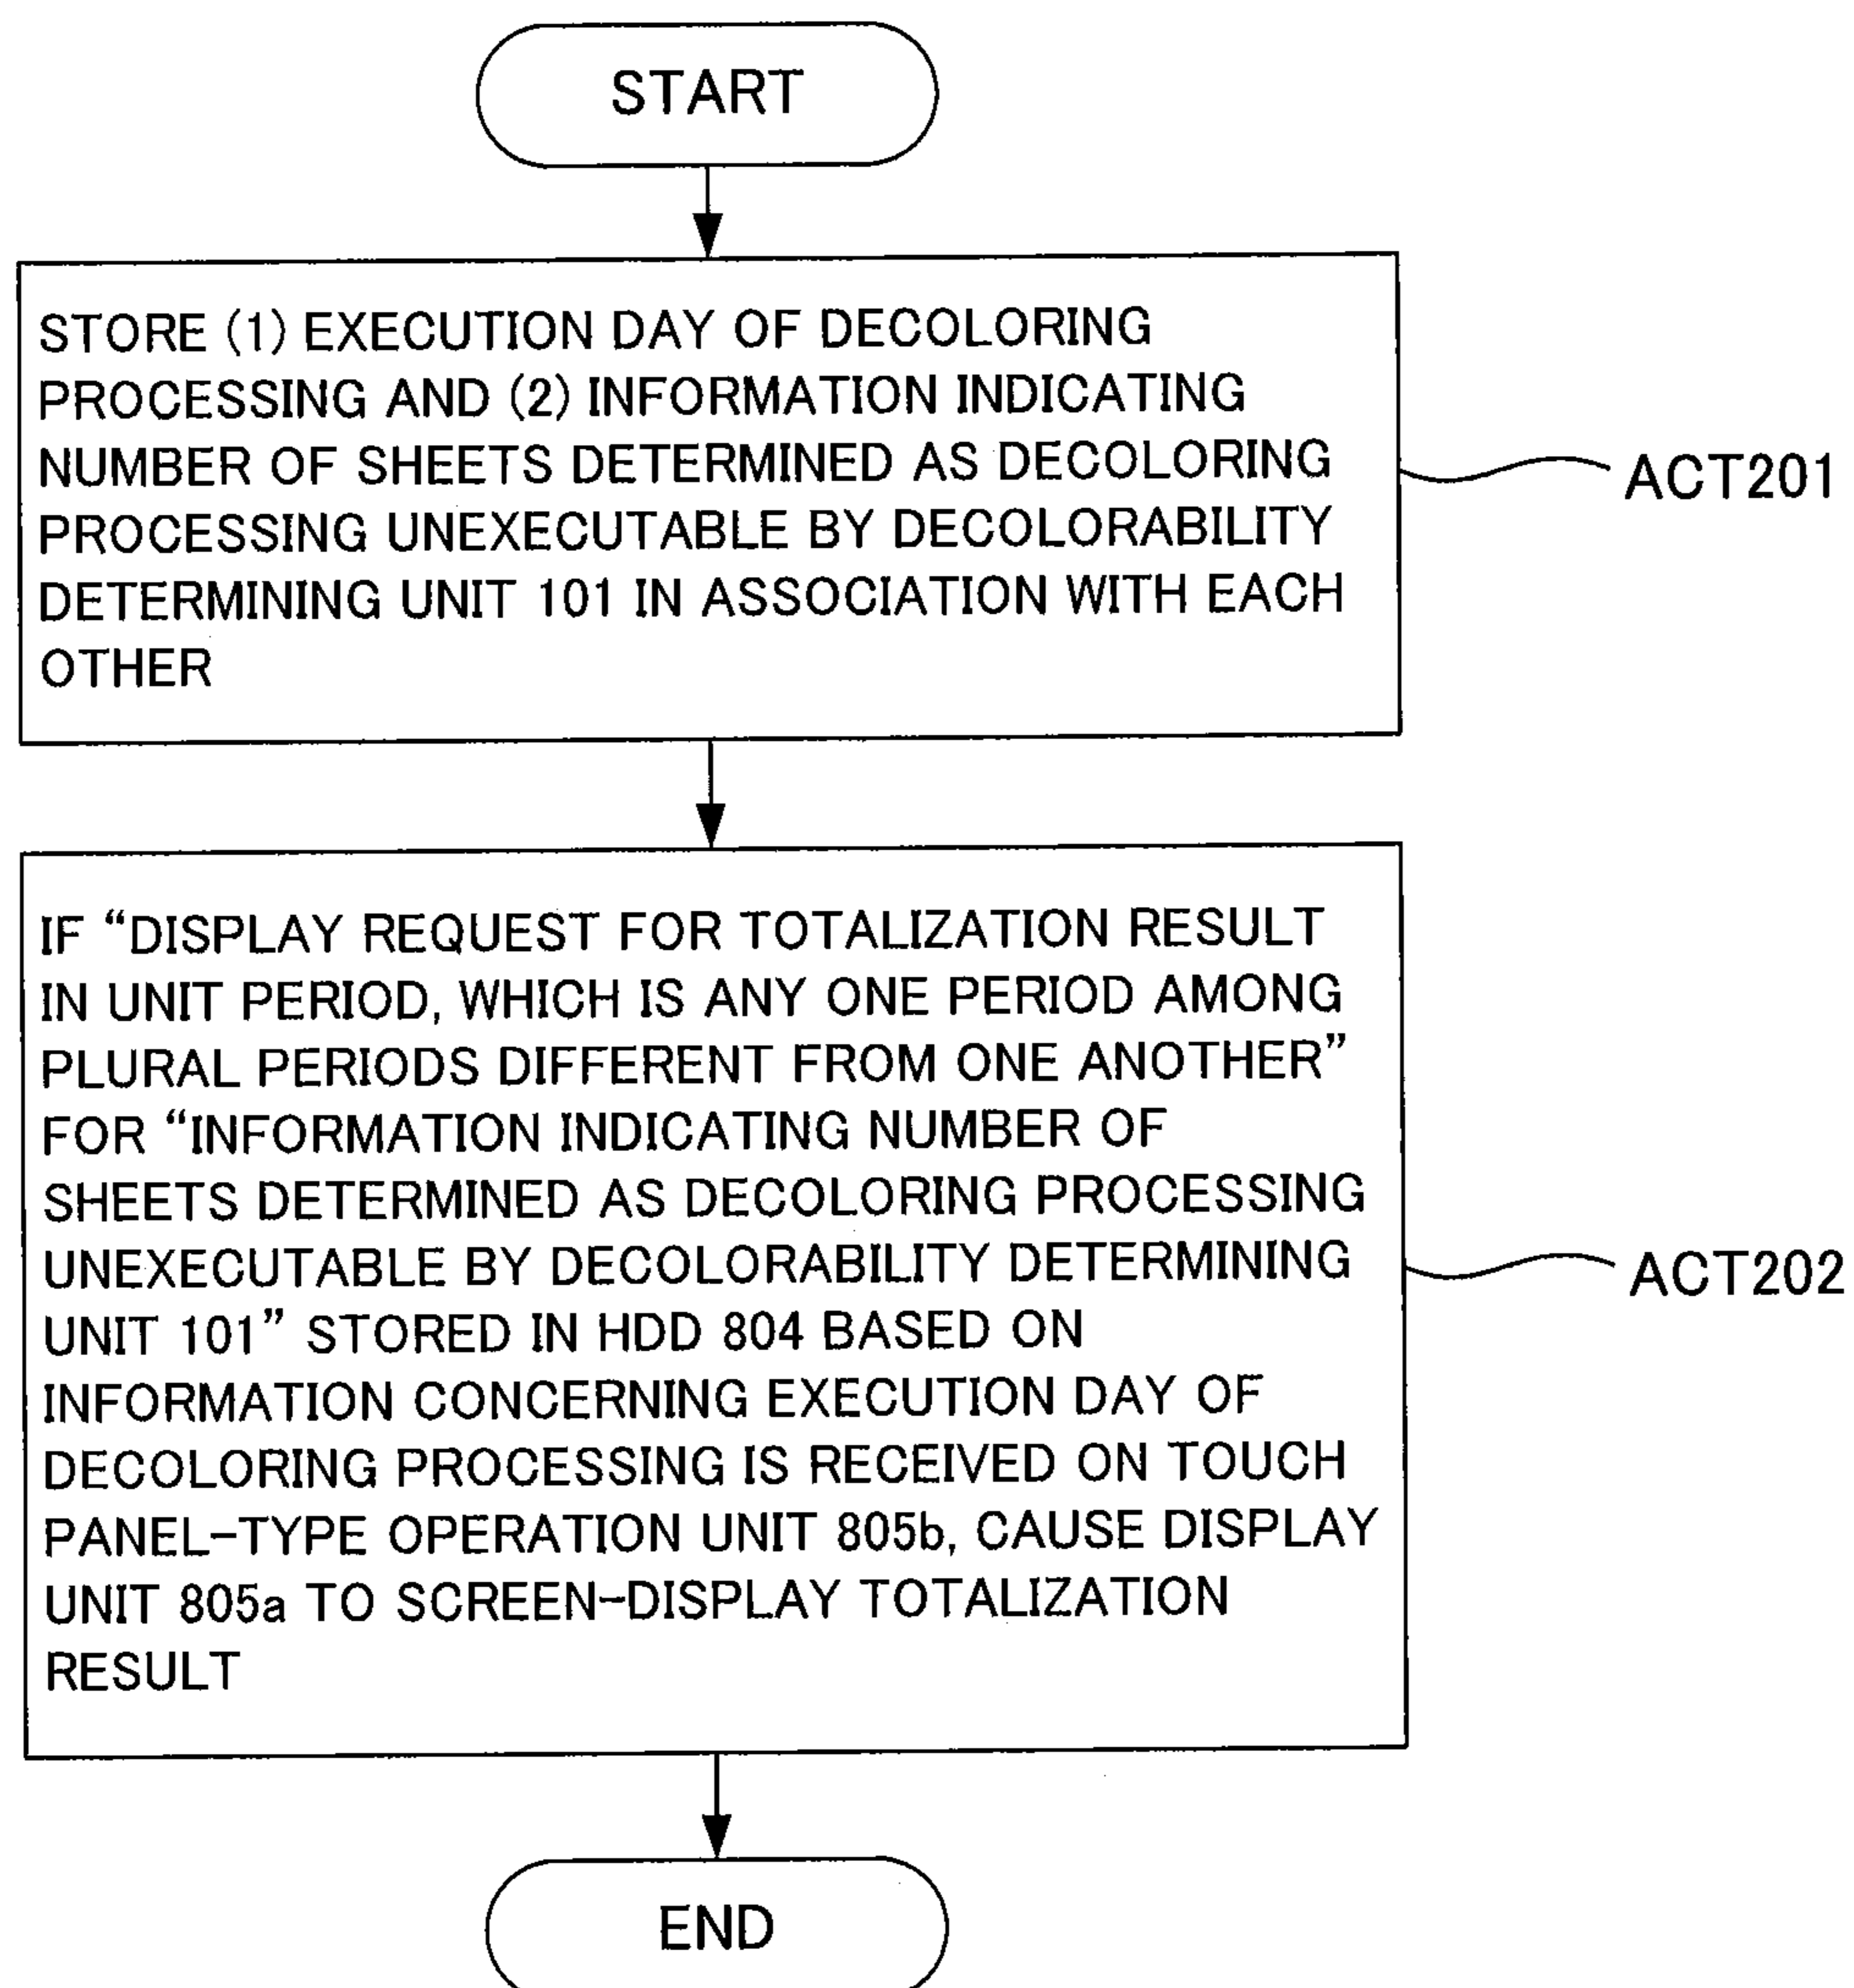 START
STORE (1) EXECUTION DAY OF DECOLORING
PROCESSING AND (2) INFORMATION INDICATING
NUMBER OF SHEETS DETERMINED AS DECOLORING
PROCESSING UNEXECUTABLE BY DECOLORABILITY
DETERMINING UNIT 101 IN ASSOCIATION WITH EACH
OTHER
ACT201
IF “DISPLAY REQUEST FOR TOTALIZATION RESULT
IN UNIT PERIOD, WHICH IS ANY ONE PERIOD AMONG
PLURAL PERIODS DIFFERENT FROM ONE ANOTHER”
FOR “INFORMATION INDICATING NUMBER OF
SHEETS DETERMINED AS DECOLORING PROCESSING
UNEXECUTABLE BY DECOLORABILITY DETERMINING
UNIT 101” STORED IN HDD 804 BASED ON
INFORMATION CONCERNING EXECUTION DAY OF
DECOLORING PROCESSING IS RECEIVED ON TOUCH
PANEL-TYPE OPERATION UNIT 805b, CAUSE DISPLAY
UNIT 805a TO SCREEN-DISPLAY TOTALIZATION
RESULT
ACT202
END